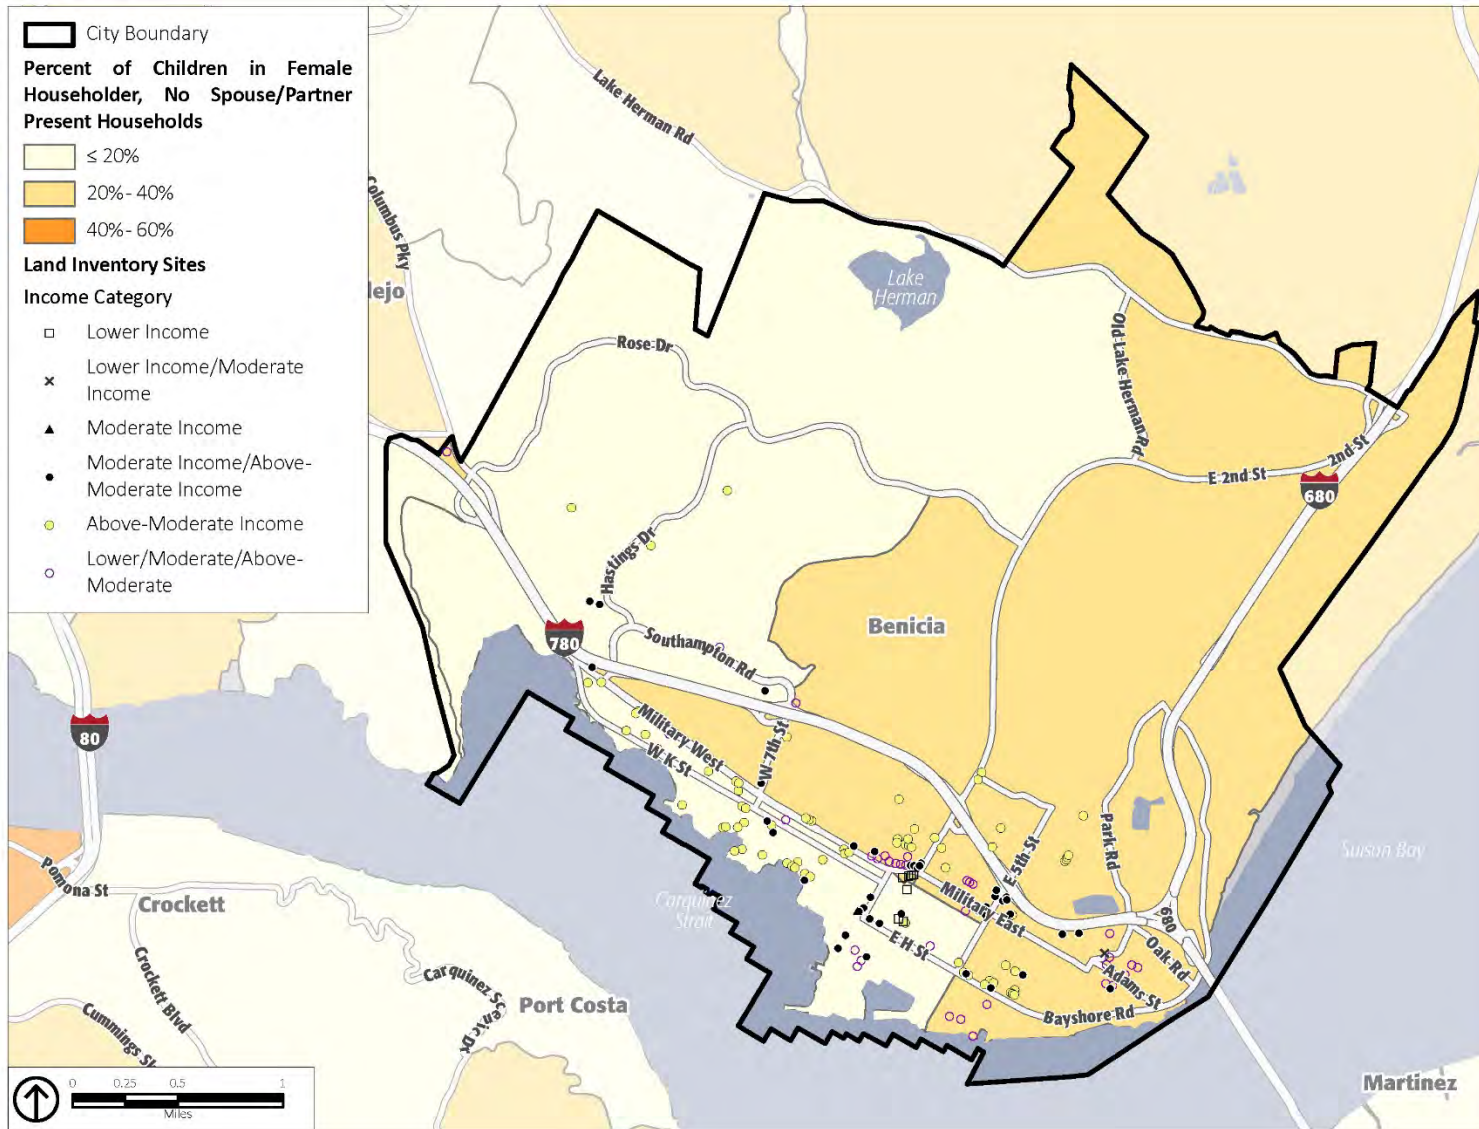 City Boundary
Percent of Children in Female
Householder, No Spouse/Partner
Present Households
≤ 20%
20%- 40%
40%- 60%
Land Inventory Sites
Income Category
Lower Income
Lower Income/Moderate
Income
Moderate Income
Moderate Income/Above-
Moderate Income
Above-Moderate Income
Lower/Moderate/Above-
Moderate
Lake Herman Rd
Columbus Pky
lejo
Lake
Herman
Rose Dr
Old Lake Herman Rd
E 2nd St
2nd St
680
Hastings Dr
Benicia
780
Southampton Rd
Military West
W K St
W 7th St
80
E 5th St
Park Rd
Suisun Bay
Pomona St
Crockett
Carquinez
Strait
Military East
680
Oak Rd
E H St
Adams St
Bayshore Rd
Crockett Blvd
Carquinez Scenic Dr
Port Costa
Cummings Sk
Martinez
0 0.25 0.5 1
Miles